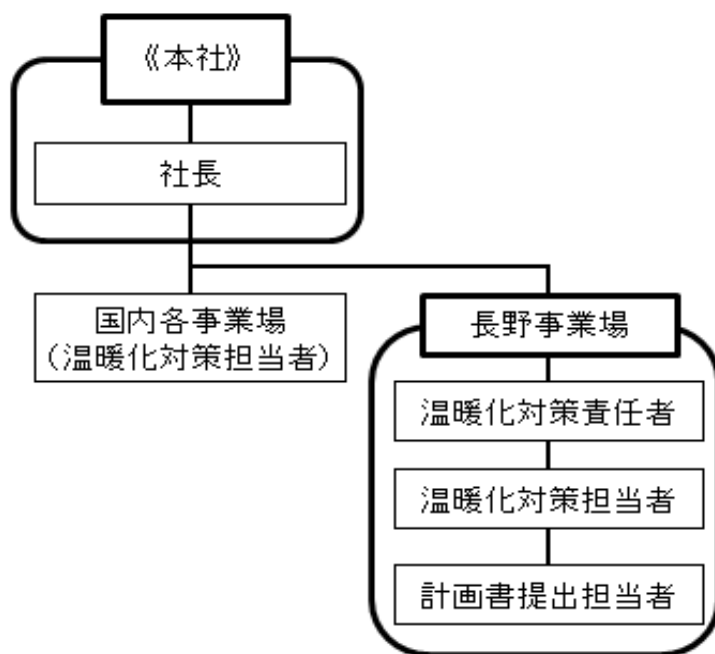 《本社》
社長
国内各事業場
（温暖化対策担当者）
長野事業場
温暖化対策責任者
温暖化対策担当者
計画書提出担当者